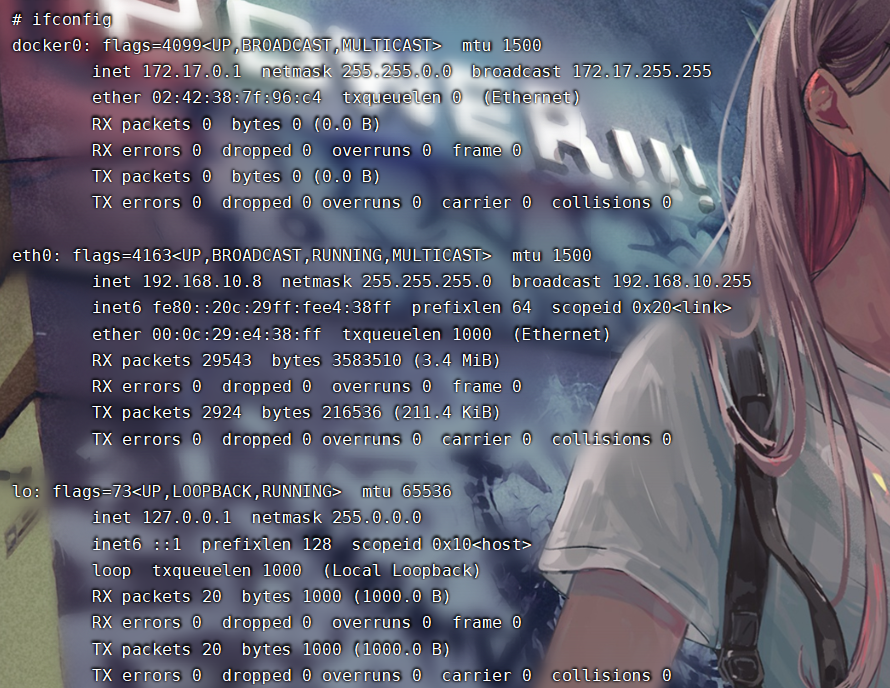 # ifconfig
docker0: flags=4099<UP,BROADCAST,MULTICAST>  mtu 1500
        inet 172.17.0.1  netmask 255.255.0.0  broadcast 172.17.255.255
        ether 02:42:38:7f:96:c4  txqueuelen 0  (Ethernet)
        RX packets 0  bytes 0 (0.0 B)
        RX errors 0  dropped 0  overruns 0  frame 0
        TX packets 0  bytes 0 (0.0 B)
        TX errors 0  dropped 0 overruns 0  carrier 0  collisions 0

eth0: flags=4163<UP,BROADCAST,RUNNING,MULTICAST>  mtu 1500
        inet 192.168.10.8  netmask 255.255.255.0  broadcast 192.168.10.255
        inet6 fe80::20c:29ff:fee4:38ff  prefixlen 64  scopeid 0x20<link>
        ether 00:0c:29:e4:38:ff  txqueuelen 1000  (Ethernet)
        RX packets 29543  bytes 3583510 (3.4 MiB)
        RX errors 0  dropped 0  overruns 0  frame 0
        TX packets 2924  bytes 216536 (211.4 KiB)
        TX errors 0  dropped 0 overruns 0  carrier 0  collisions 0

lo: flags=73<UP,LOOPBACK,RUNNING>  mtu 65536
        inet 127.0.0.1  netmask 255.0.0.0
        inet6 ::1  prefixlen 128  scopeid 0x10<host>
        loop  txqueuelen 1000  (Local Loopback)
        RX packets 20  bytes 1000 (1000.0 B)
        RX errors 0  dropped 0  overruns 0  frame 0
        TX packets 20  bytes 1000 (1000.0 B)
        TX errors 0  dropped 0 overruns 0  carrier 0  collisions 0